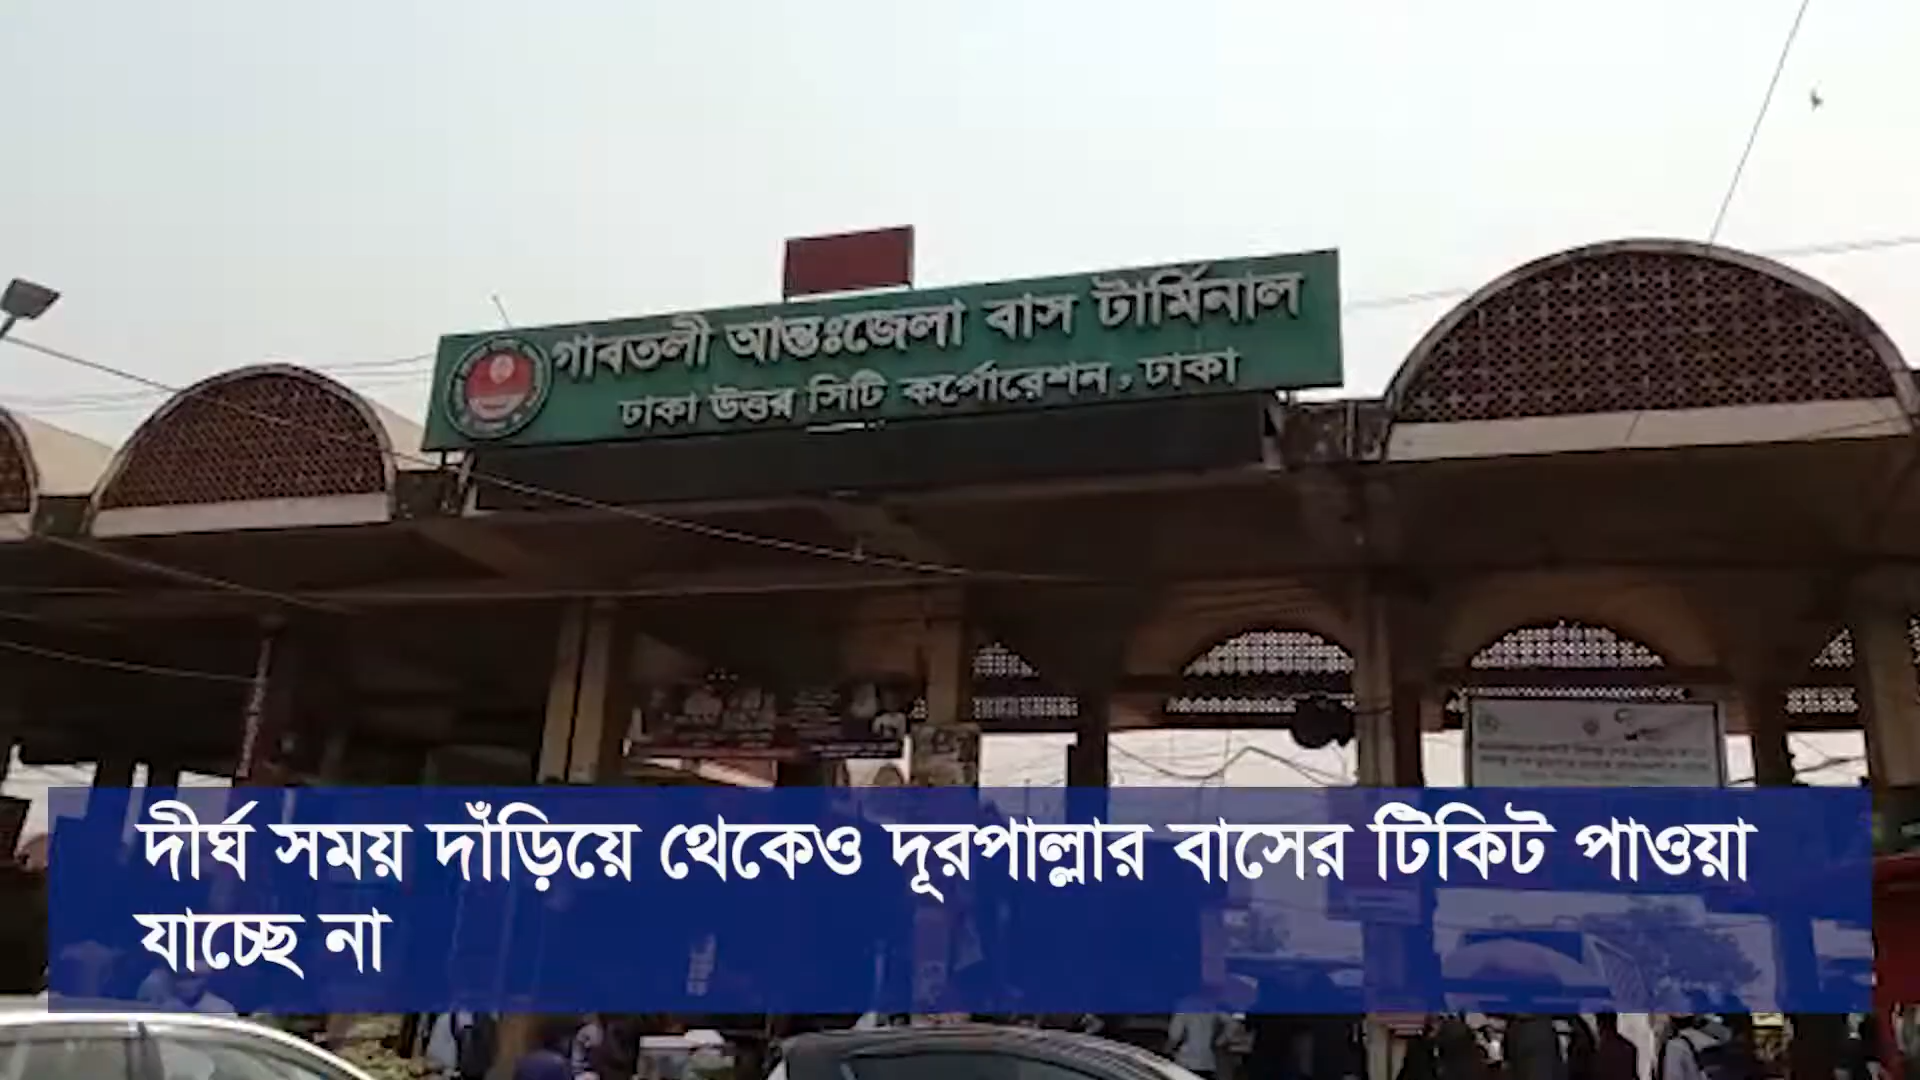 গাবতলী আন্তঃজেলা বাস টার্মিনাল
ঢাকা উত্তর সিটি কর্পোরেশন, ঢাকা
দীর্ঘ সময় দাঁড়িয়ে থেকেও দূরপাল্লার বাসের টিকিট পাওয়া
যাচ্ছে না